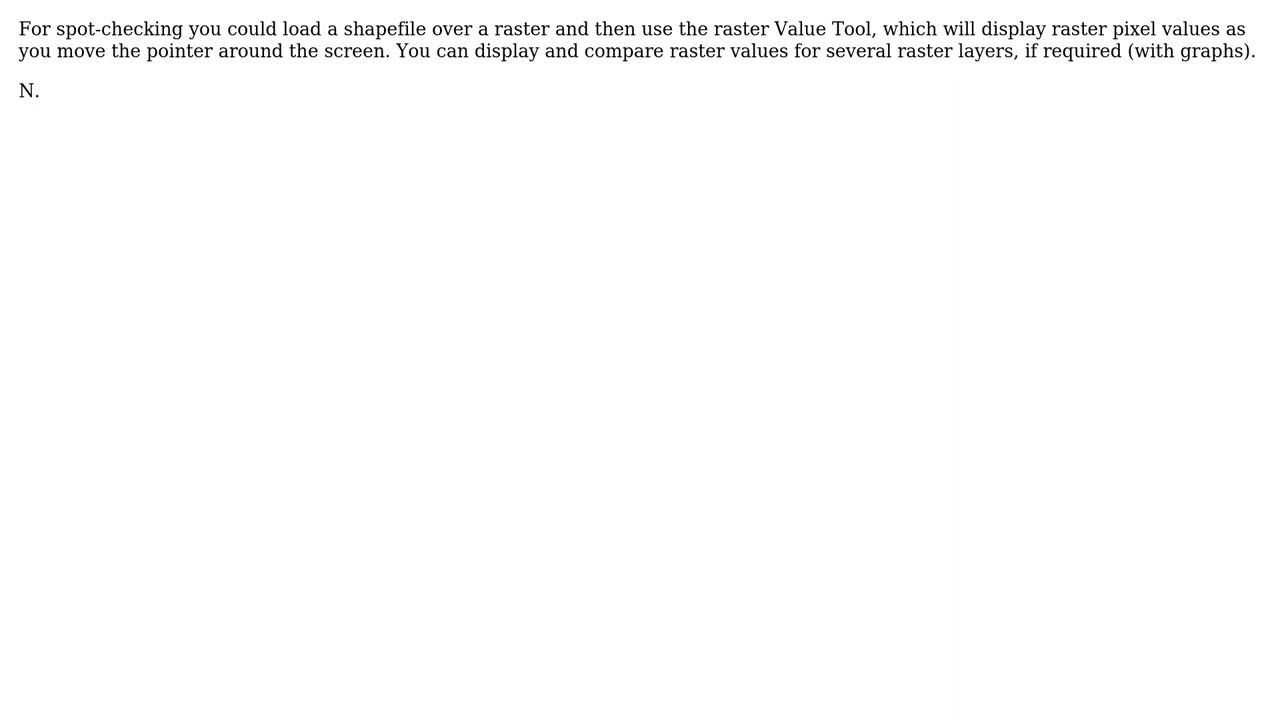 For spot-checking you could load a shapefile over a raster and then use the raster Value Tool, which will display raster pixel values as
you move the pointer around the screen. You can display and compare raster values for several raster layers, if required (with graphs).
N.